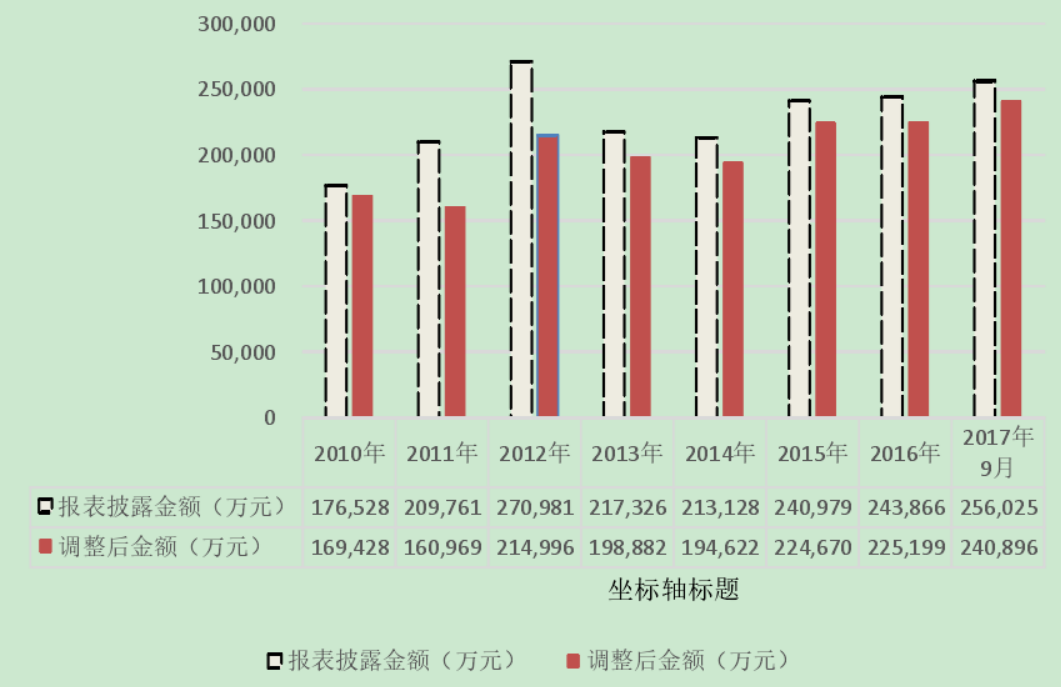 300,000
250,000
200,000
150,000
100,000
50,000
0
2010年 2011年 2012年 2013年 2014年 2015年 2016年 2017年
9月
报表披露金额（万元） 176,528 209,761 270,981 217,326 213,128 240,979 243,866 256,025
调整后金额（万元） 169,428 160,969 214,996 198,882 194,622 224,670 225,199 240,896
坐标轴标题
报表披露金额（万元） 调整后金额（万元）